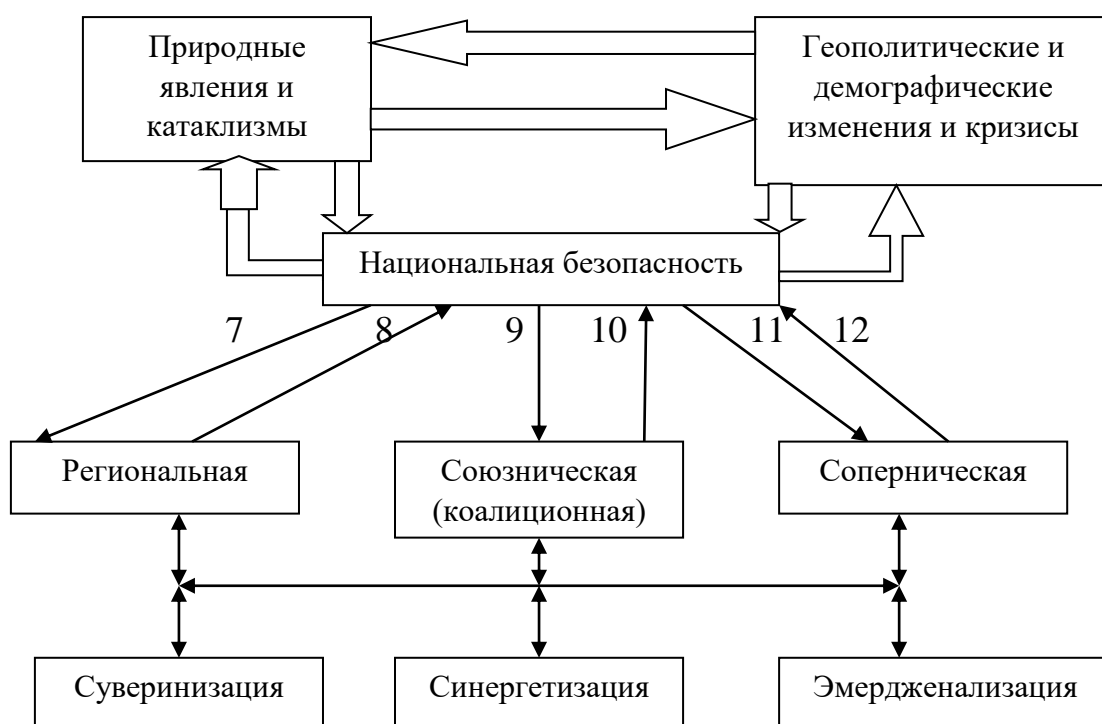 Природные
явления и
катаклизмы
Геополитические и
демографические
изменения и кризисы
Национальная безопасность
7
8
9
10
11
12
Региональная
Союзническая
(коалиционная)
Соперническая
Суверинизация
Синергетизация
Эмердженализация